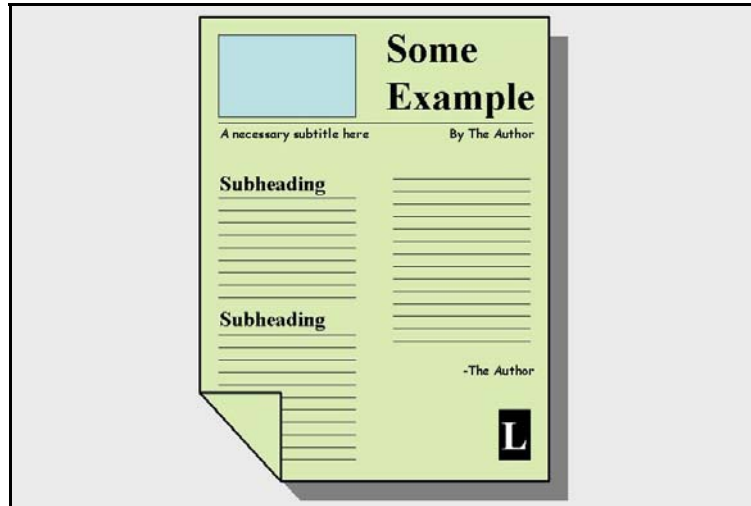 Some
Example
A necessary subtitle here
By The Author
Subheading
Subheading
-The Author
L